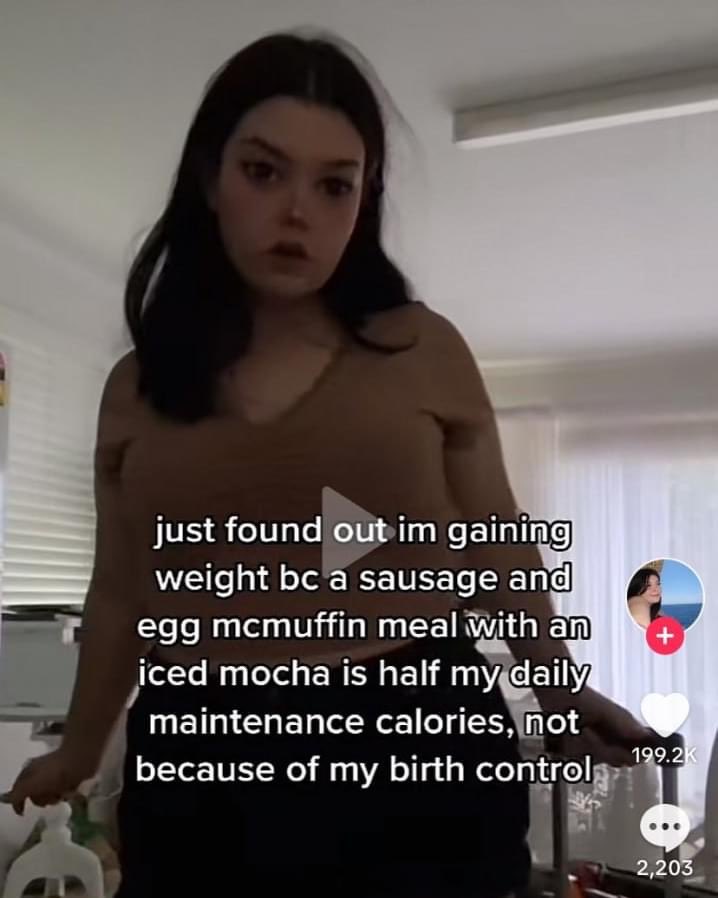 just found out im gaining
weight bc a sausage and
egg mcmuffin meal with an
iced mocha is half my daily
maintenance calories, not
because of my birth control
199.2K
2,203